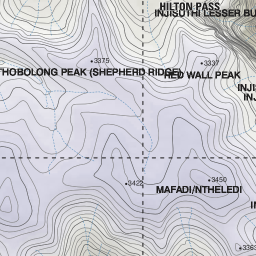 HILTON PASS
INJISUTHI LESSER BU
3375
3337
THOBOLONG PEAK (SHEPHERD RIDGE)
RED WALL PEAK
INJI
INJ
3422
3450
MAFADI/NTHELEDI
IN
3363